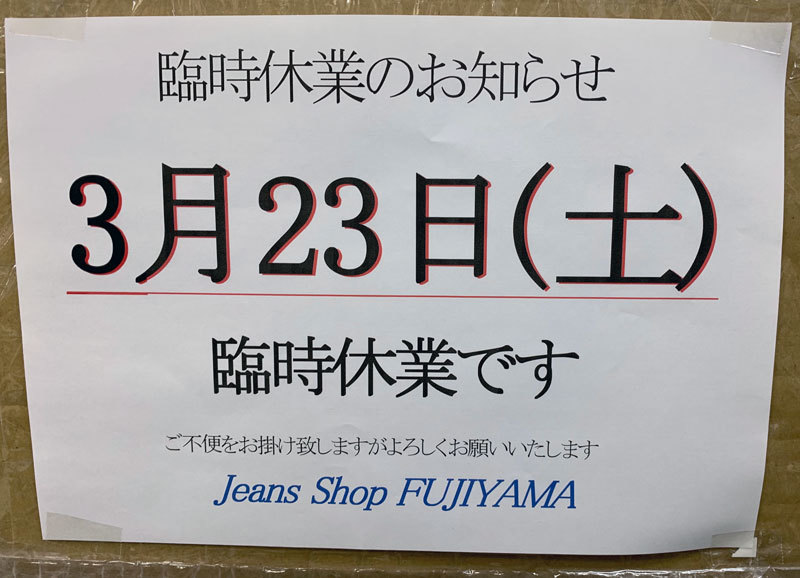 臨時休業のお知らせ
3月23日(土)
臨時休業です
ご不便をお掛け致しますがよろしくお願いいたします
Jeans Shop FUJIYAMA